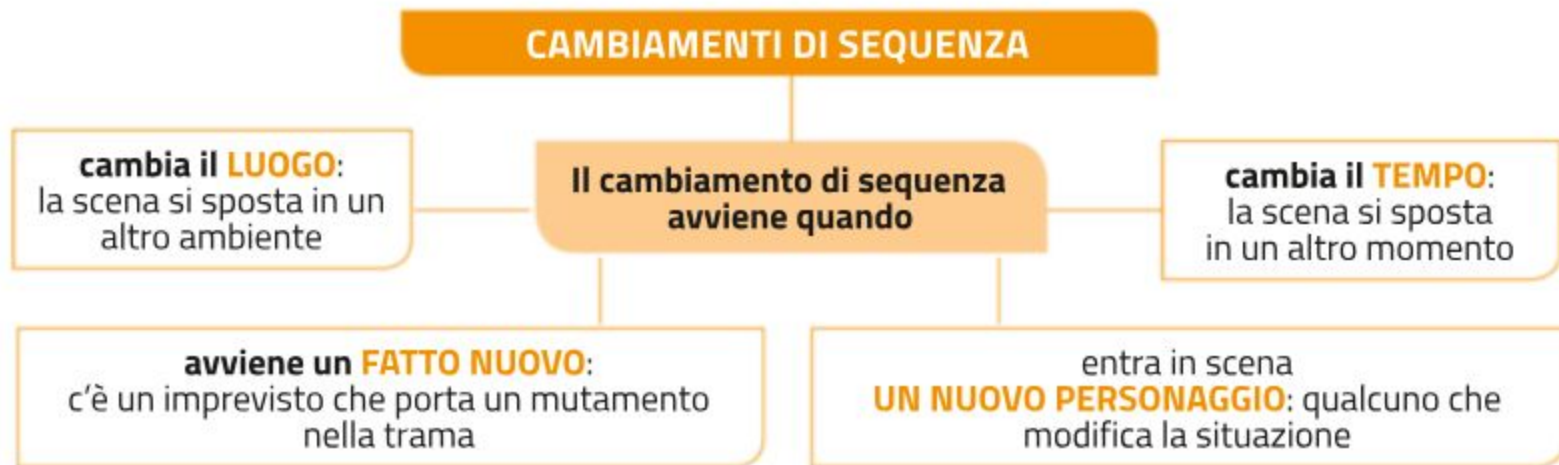 CAMBIAMENTI DI SEQUENZA
cambia il LUOGO:
la scena si sposta in un
altro ambiente
Il cambiamento di sequenza
avviene quando
cambia il TEMPO:
la scena si sposta
in un altro momento
avviene un FATTO NUOVO:
c'è un imprevisto che porta un mutamento
nella trama
entra in scena
UN NUOVO PERSONAGGIO: qualcuno che
modifica la situazione